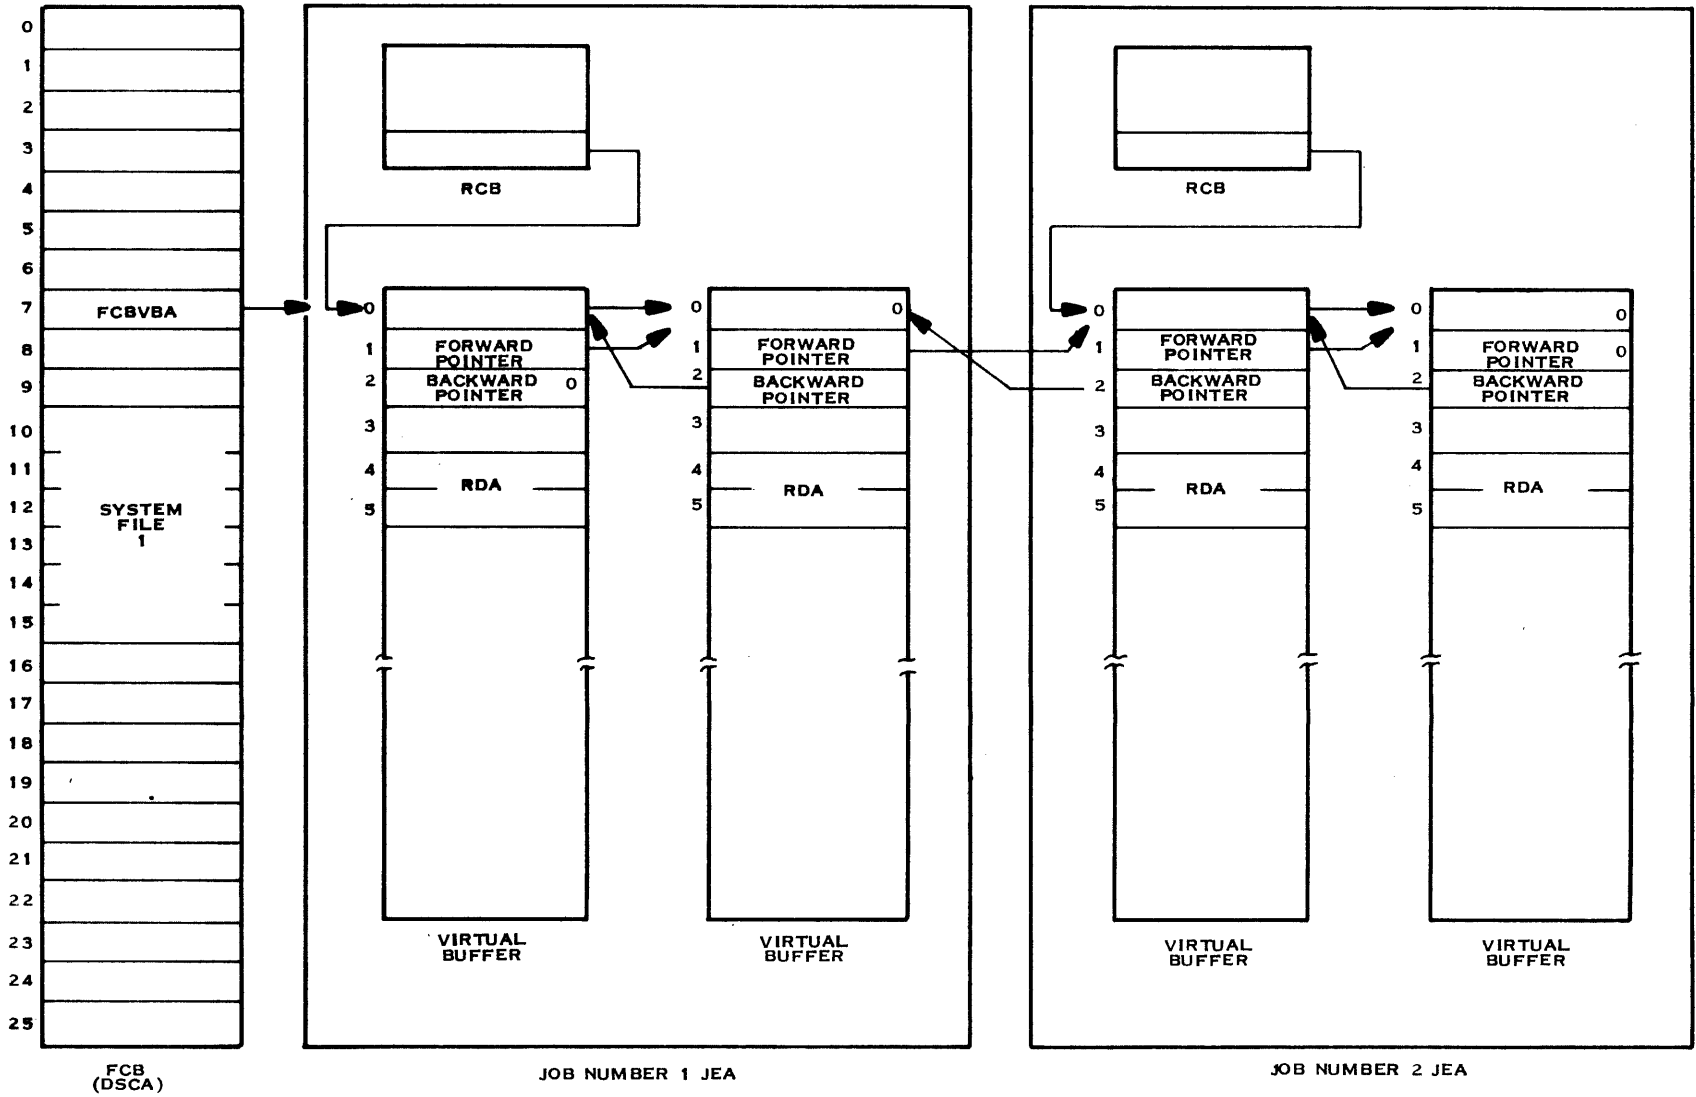 0
1
2
3
4
5
6
7
8
9
10
11
12
13
14
15
16
17
18
19
20
21
22
23
24
25
FCBVBA
SYSTEM
FILE
1
FCB
(DSCA)
RCB
0
1
2
3
4
5
FORWARD
POINTER
BACKWARD 0
POINTER
RDA
VIRTUAL
BUFFER
0
1
2
3
4
5
0
FORWARD
POINTER
BACKWARD
POINTER
RDA
VIRTUAL
BUFFER
JOB NUMBER 1 JEA
RCB
0
1
2
3
4
5
FORWARD
POINTER
BACKWARD
POINTER
RDA
VIRTUAL
BUFFER
0
1
2
3
4
5
0
FORWARD 0
POINTER
BACKWARD
POINTER
RDA
VIRTUAL
BUFFER
JOB NUMBER 2 JEA